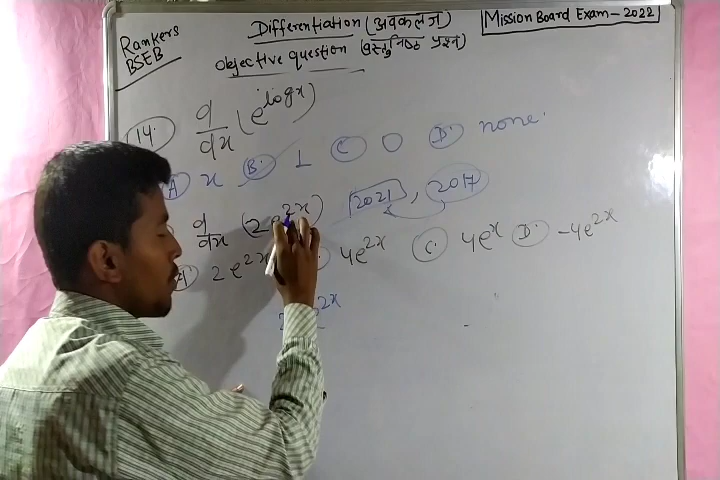 Rankers
BSEB
Differentiation (अवकलज)
Mission Board Exam - 2022
objective question (वस्तुनिष्ठ प्रश्न)
14. d/dx (e^logx)
A x B. 1 C 0 D. none.
d/dx (2e^2x) 2021, 2017
A. 2e^2x 4e^2x C. 4e^x D. -4e^2x